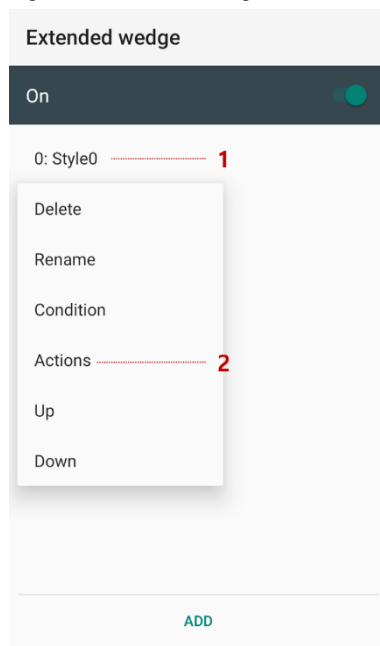 Extended wedge
On
0: Style0 1
Delete
Rename
Condition
Actions 2
Up
Down
ADD